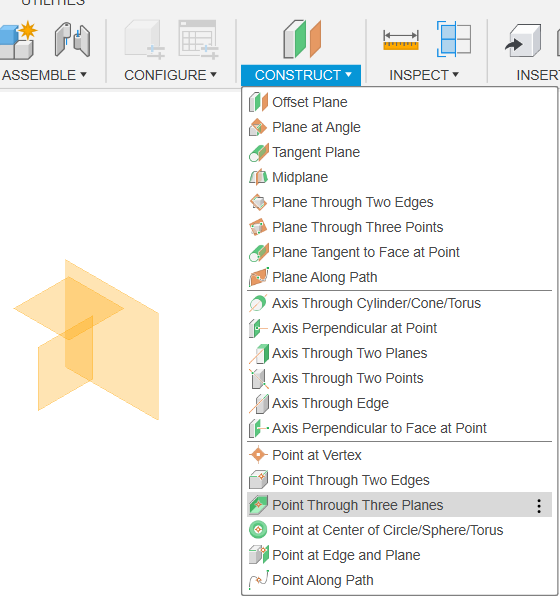 UTILITIES
ASSEMBLE ▾
CONFIGURE ▾
CONSTRUCT ▾
INSPECT ▾
INSER
Offset Plane
Plane at Angle
Tangent Plane
Midplane
Plane Through Two Edges
Plane Through Three Points
Plane Tangent to Face at Point
Plane Along Path
Axis Through Cylinder/Cone/Torus
Axis Perpendicular at Point
Axis Through Two Planes
Axis Through Two Points
Axis Through Edge
Axis Perpendicular to Face at Point
Point at Vertex
Point Through Two Edges
Point Through Three Planes
Point at Center of Circle/Sphere/Torus
Point at Edge and Plane
Point Along Path